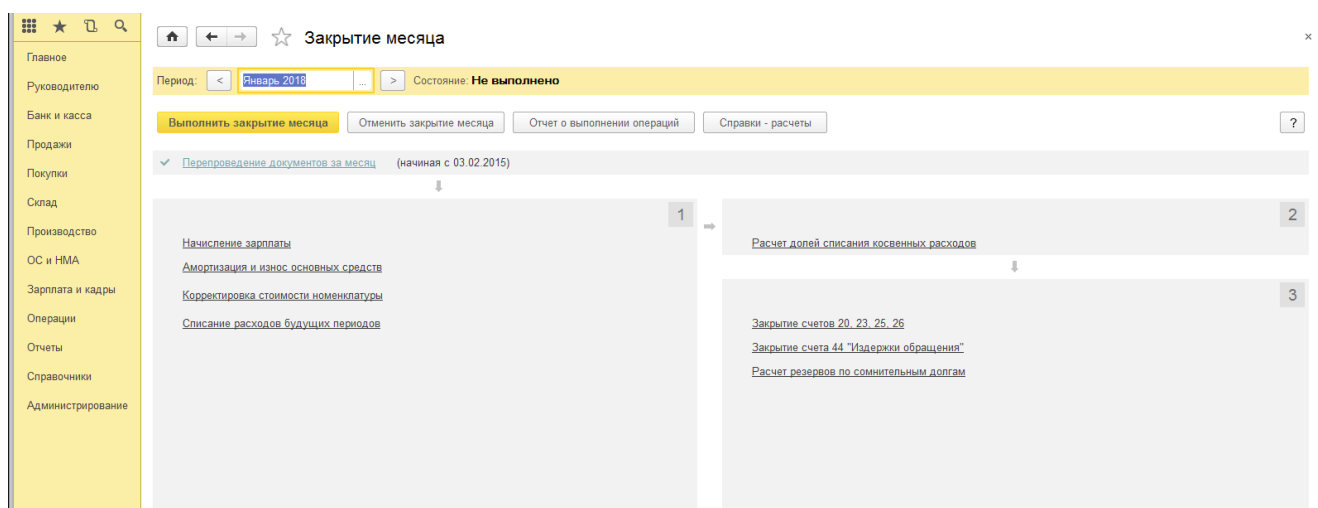 Закрытие месяца
Главное
Руководителю
Банк и касса
Продажи
Покупки
Склад
Производство
ОС и НМА
Зарплата и кадры
Операции
Отчеты
Справочники
Администрирование
Период: < Январь 2018 ... > Состояние: Не выполнено
Выполнить закрытие месяца Отменить закрытие месяца Отчет о выполнении операций Справки - расчеты ?
Перепроведение документов за месяц (начиная с 03.02.2015)
1
Начисление зарплаты
Амортизация и износ основных средств
Корректировка стоимости номенклатуры
Списание расходов будущих периодов
2
Расчет долей списания косвенных расходов
3
Закрытие счетов 20, 23, 25, 26
Закрытие счета 44 "Издержки обращения"
Расчет резервов по сомнительным долгам